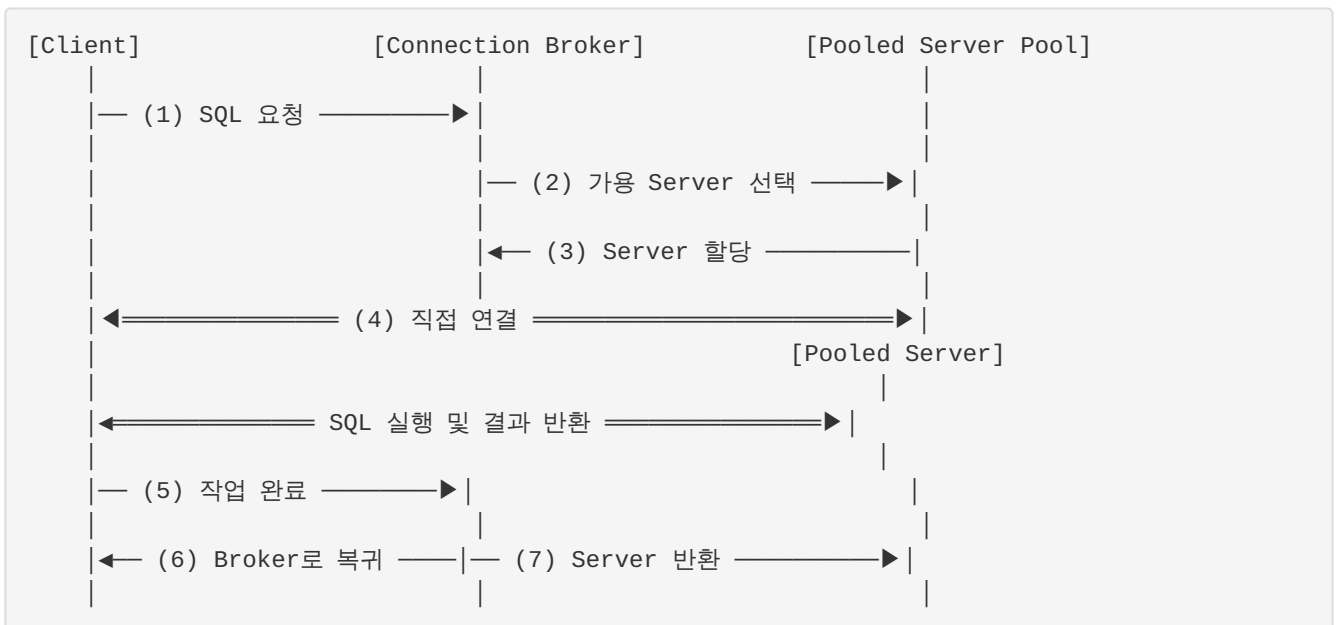 [Client] [Connection Broker] [Pooled Server Pool]
(1) SQL 요청
(2) 가용 Server 선택
(3) Server 할당
(4) 직접 연결
[Pooled Server]
SQL 실행 및 결과 반환
(5) 작업 완료
(6) Broker로 복귀 (7) Server 반환